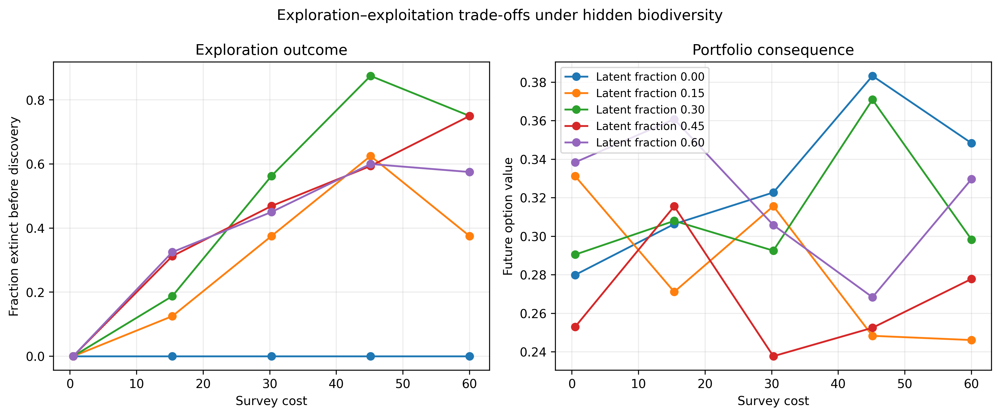 Exploration–exploitation trade-offs under hidden biodiversity
Exploration outcome
Fraction extinct before discovery
0.8
0.6
0.4
0.2
0.0
0 10 20 30 40 50 60
Survey cost
Portfolio consequence
Future option value
0.38
0.36
0.34
0.32
0.30
0.28
0.26
0.24
Latent fraction 0.00
Latent fraction 0.15
Latent fraction 0.30
Latent fraction 0.45
Latent fraction 0.60
0 10 20 30 40 50 60
Survey cost